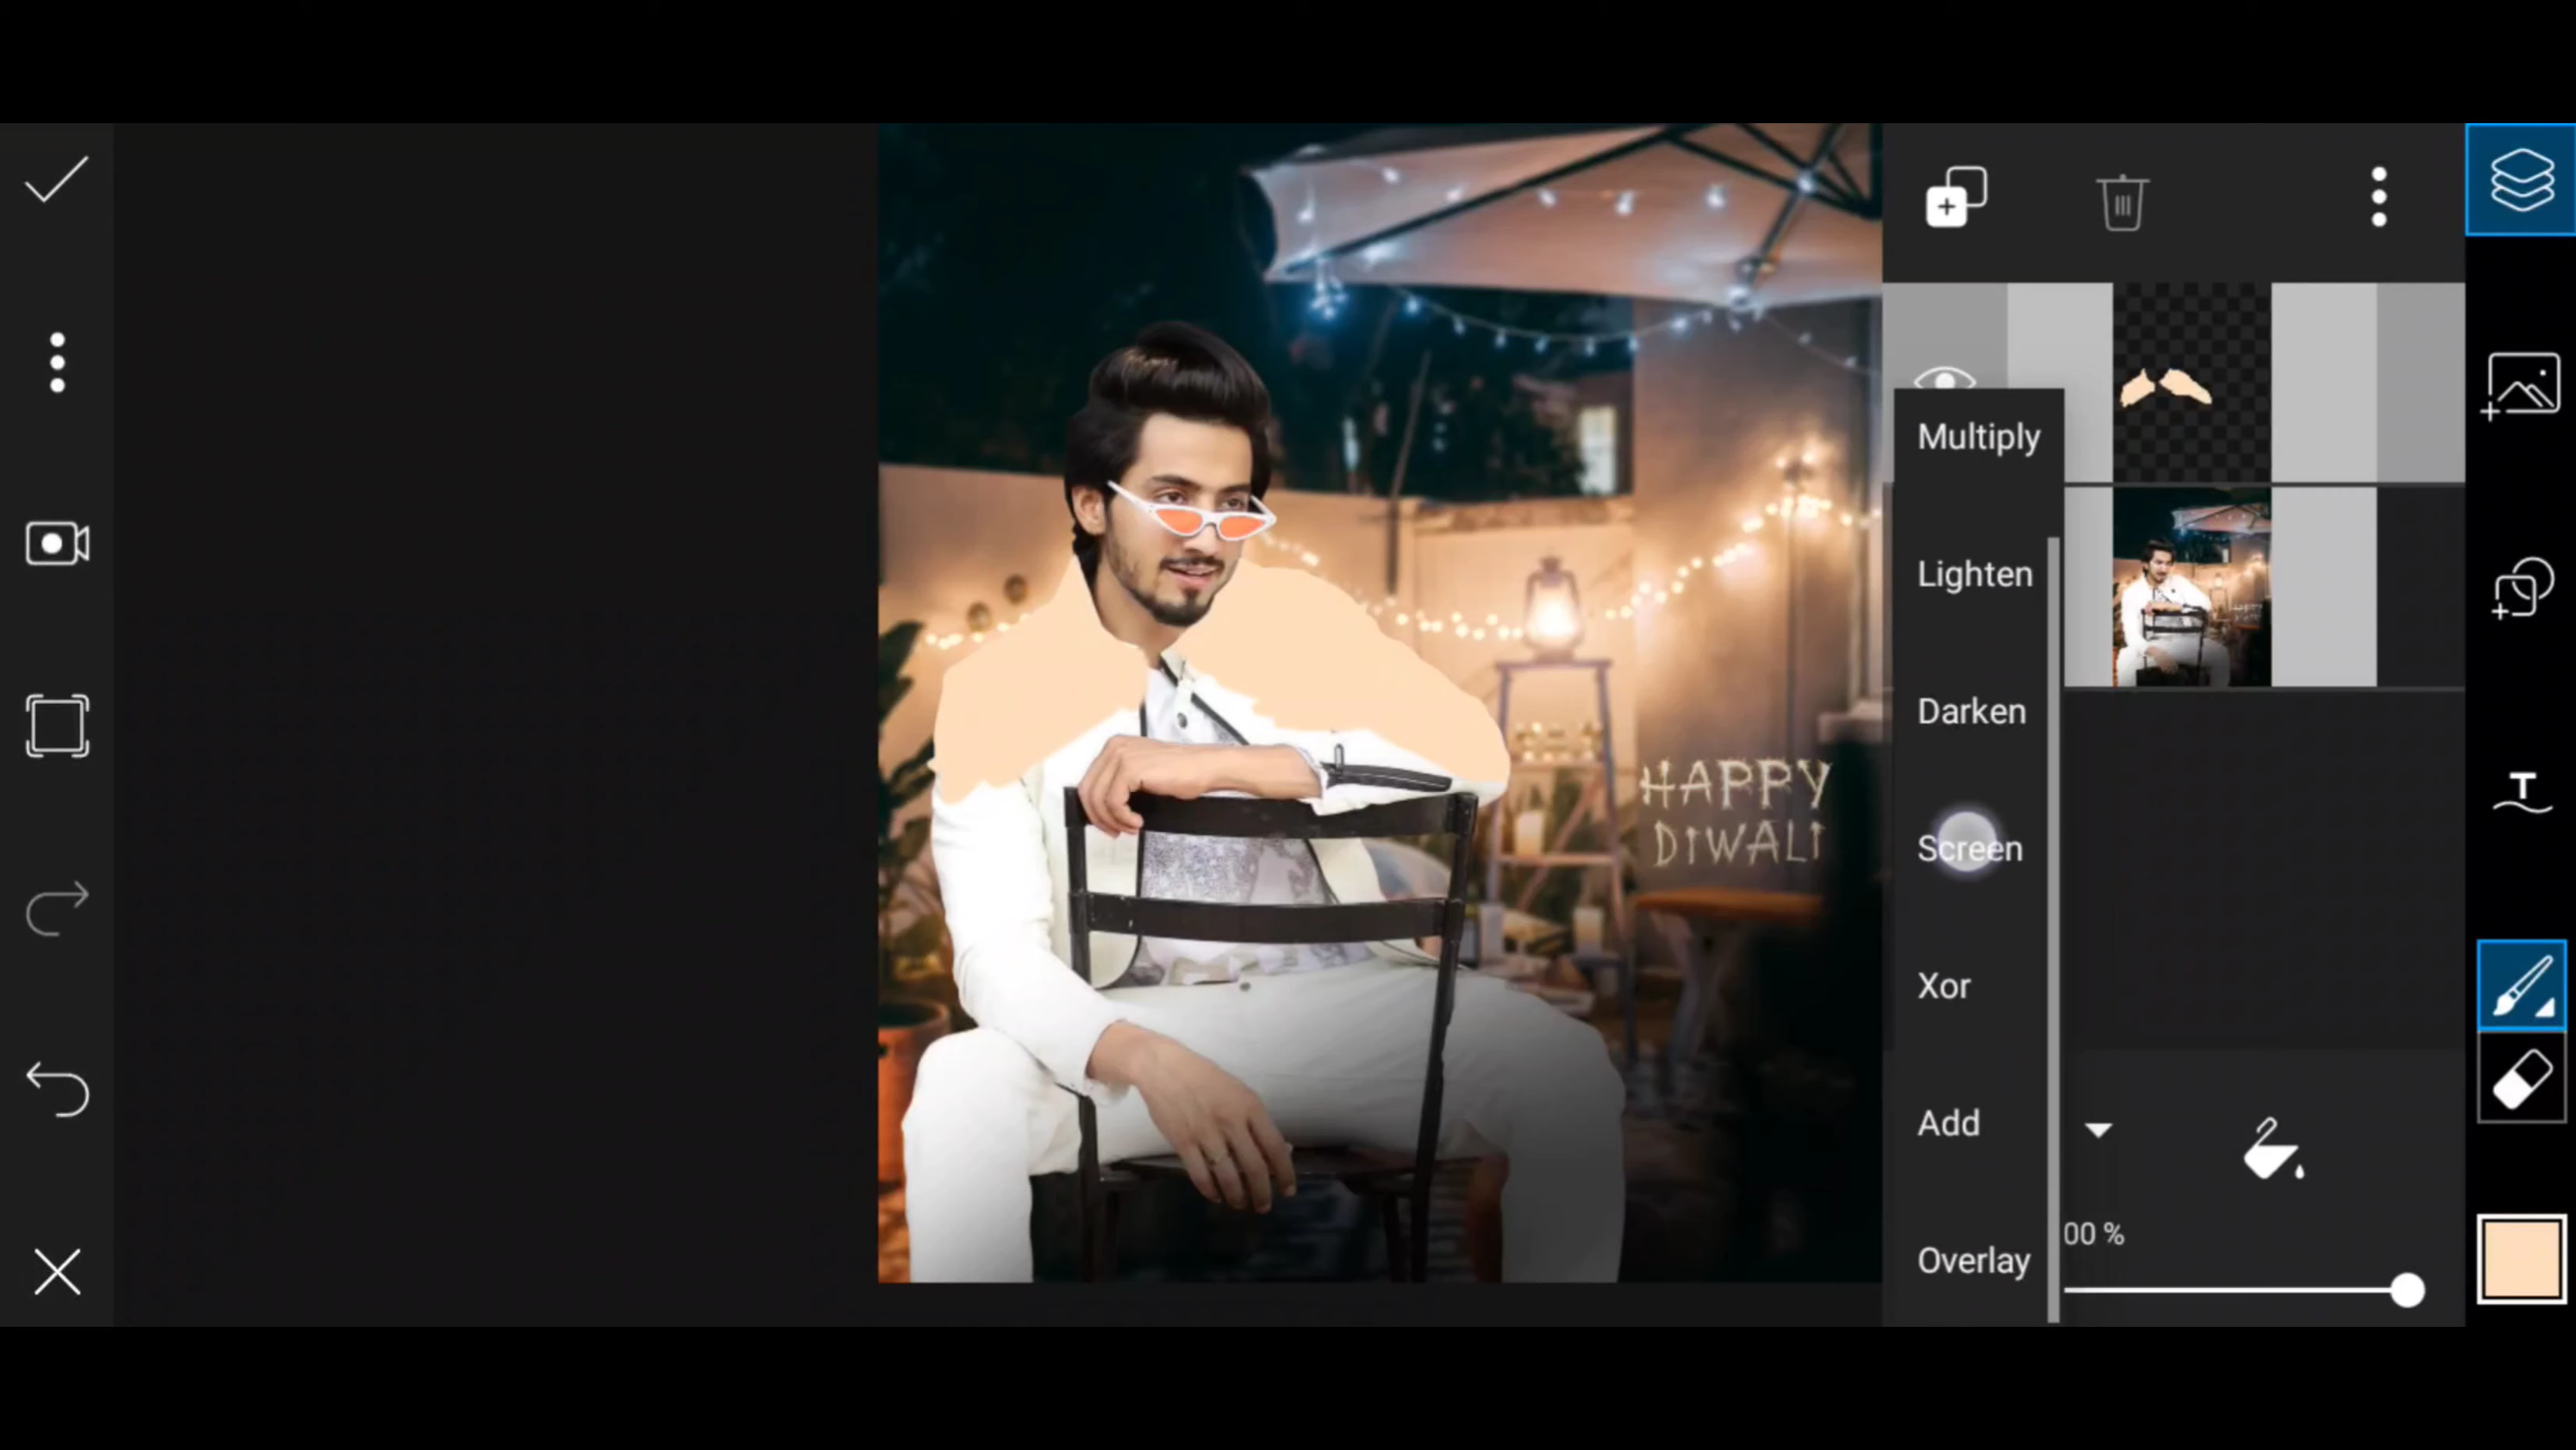 Multiply
Lighten
Darken
Screen
Xor
Add
Overlay
00 %
T
HAPPY
DIWALI